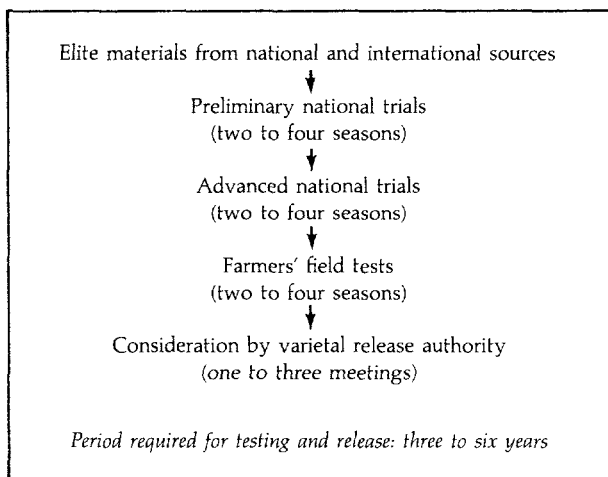 Elite materials from national and international sources
Preliminary national trials
(two to four seasons)
Advanced national trials
(two to four seasons)
Farmers' field tests
(two to four seasons)
Consideration by varietal release authority
(one to three meetings)
Period required for testing and release: three to six years